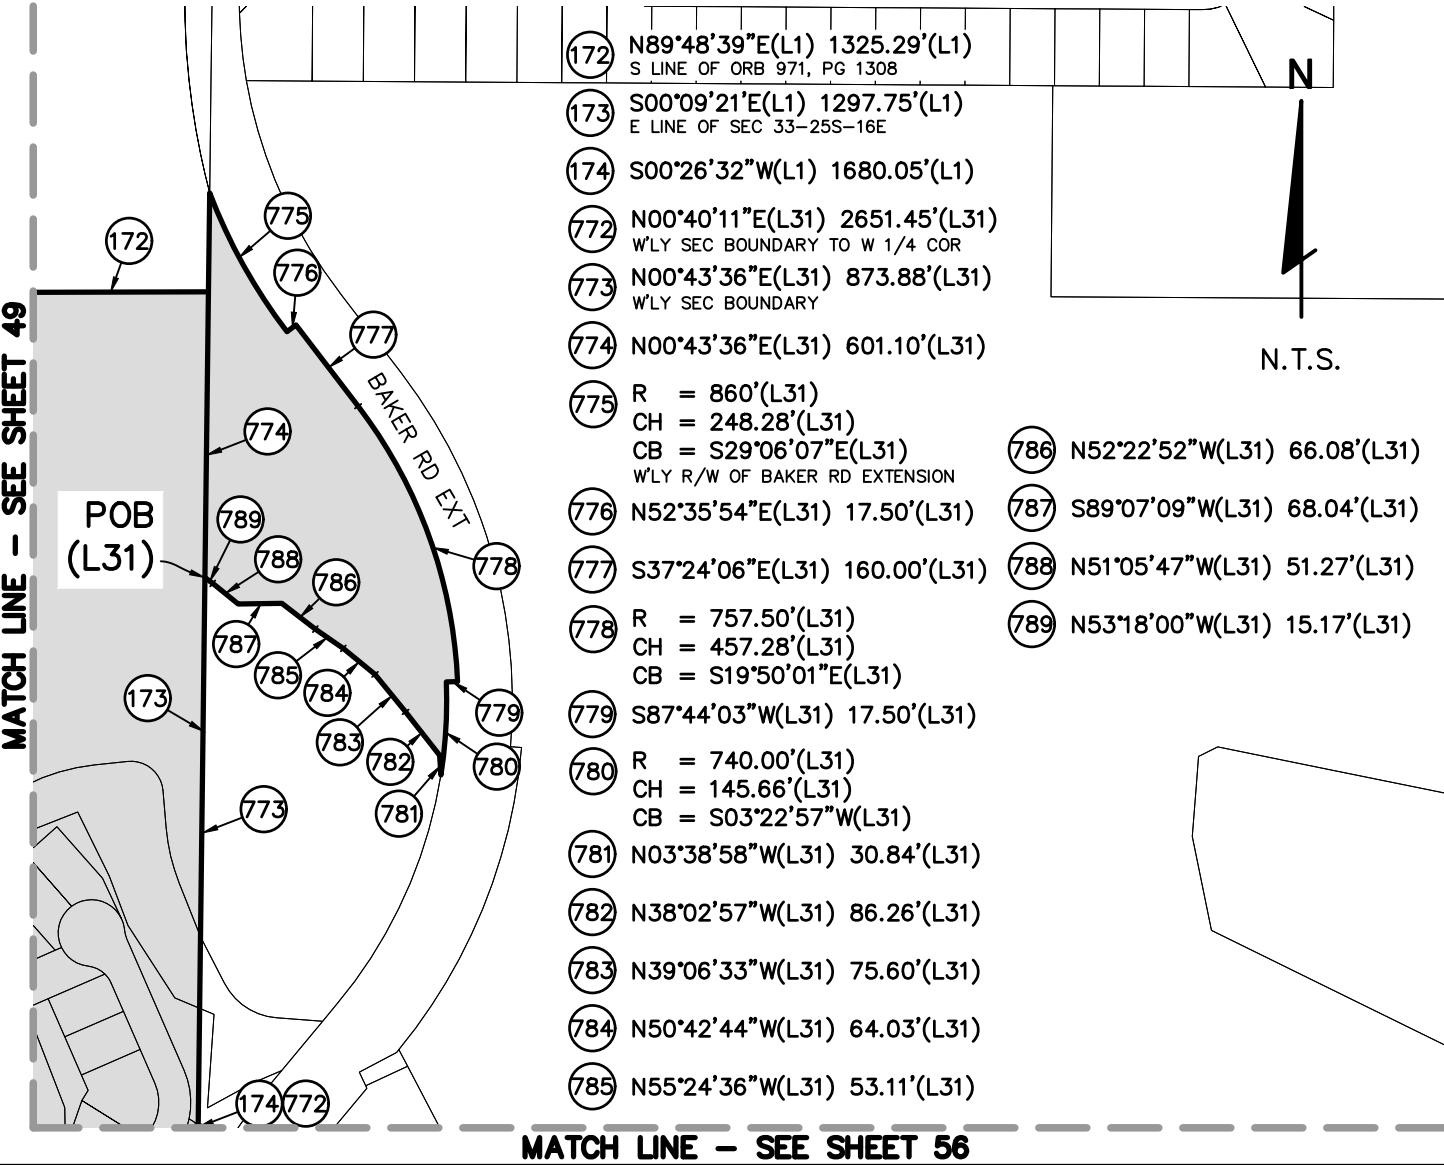 172 N89°48'39"E(L1) 1325.29'(L1)
S LINE OF ORB 971, PG 1308
173 S00°09'21'E(L1) 1297.75'(L1)
E LINE OF SEC 33-25S-16E
174 S00°26'32"W(L1) 1680.05'(L1)
772 N00°40'11"E(L31) 2651.45'(L31)
W'LY SEC BOUNDARY TO W 1/4 COR
773 N00°43'36"E(L31) 873.88'(L31)
W'LY SEC BOUNDARY
774 N00°43'36"E(L31) 601.10'(L31)
775 R = 860'(L31)
CH = 248.28'(L31)
CB = S29°06'07"E(L31)
W'LY R/W OF BAKER RD EXTENSION
776 N52°35'54"E(L31) 17.50'(L31)
777 S37°24'06"E(L31) 160.00'(L31)
778 R = 757.50'(L31)
CH = 457.28'(L31)
CB = S19°50'01"E(L31)
779 S87°44'03"W(L31) 17.50'(L31)
780 R = 740.00'(L31)
CH = 145.66'(L31)
CB = S03°22'57"W(L31)
781 N03°38'58"W(L31) 30.84'(L31)
782 N38°02'57"W(L31) 86.26'(L31)
783 N39°06'33"W(L31) 75.60'(L31)
784 N50°42'44"W(L31) 64.03'(L31)
785 N55°24'36"W(L31) 53.11'(L31)
786 N52°22'52"W(L31) 66.08'(L31)
787 S89°07'09"W(L31) 68.04'(L31)
788 N51°05'47"W(L31) 51.27'(L31)
789 N53°18'00"W(L31) 15.17'(L31)
N
N.T.S.
172
775
776
777
BAKER RD EXT
774
POB
(L31)
789
788
786
778
787
785
784
783
782
781
779
780
173
773
174
772
MATCH LINE - SEE SHEET 49
MATCH LINE - SEE SHEET 56